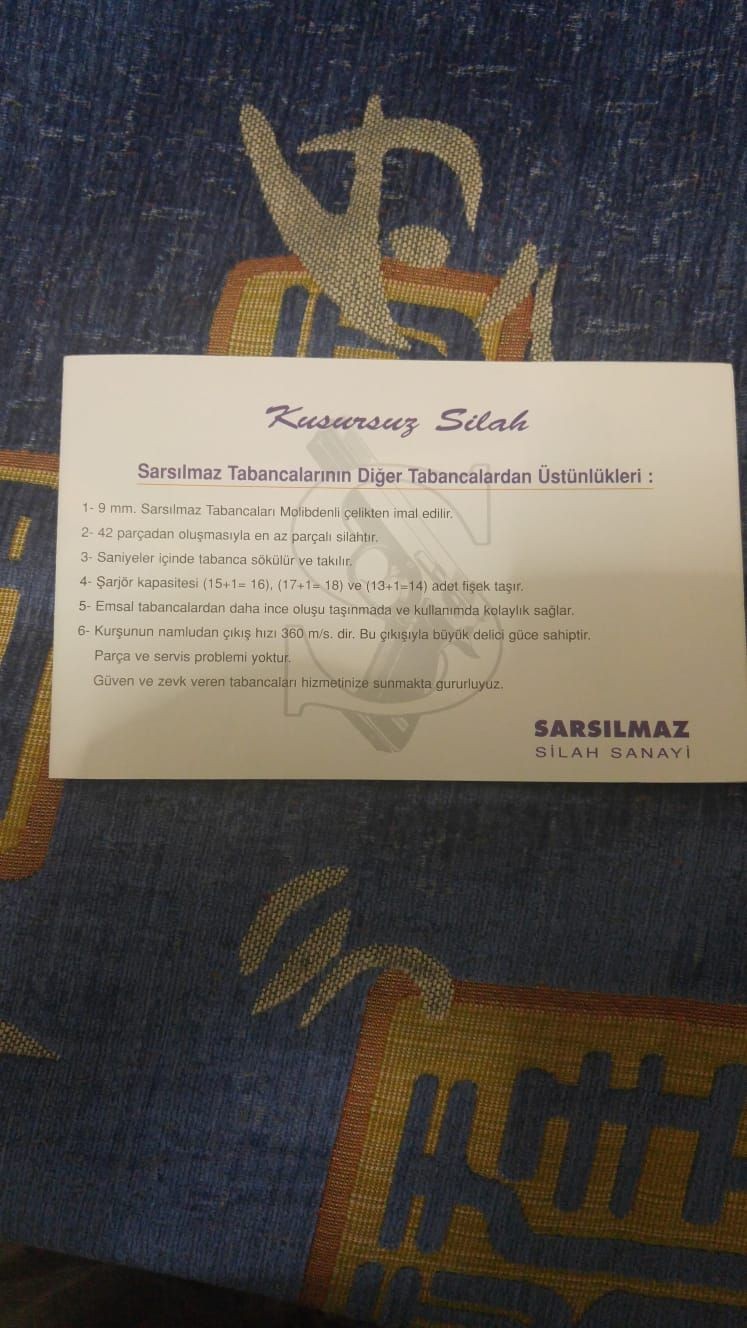 Kusursuz Silah
Sarsılmaz Tabancalarının Diğer Tabancalardan Üstünlükleri :
1- 9 mm. Sarsılmaz Tabancaları Molibdenli çelikten imal edilir.
2- 42 parçadan oluşmasıyla en az parçalı silahtır.
3- Saniyeler içinde tabanca sökülür ve takılır.
4- Şarjör kapasitesi (15+1= 16), (17+1= 18) ve (13+1=14) adet fişek taşır.
5- Emsal tabancalardan daha ince oluşu taşınmada ve kullanımda kolaylık sağlar.
6- Kurşunun namludan çıkış hızı 360 m/s. dir. Bu çıkışıyla büyük delici güce sahiptir.
Parça ve servis problemi yoktur.
Güven ve zevk veren tabancaları hizmetinize sunmakta gururluyuz.
SARSILMAZ
SİLAH SANAYİ